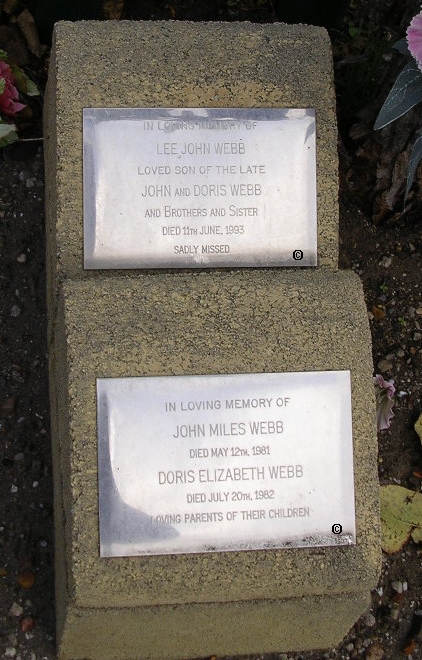 IN LOVING MEMORY OF
LEE JOHN WEBB
LOVED SON OF THE LATE
JOHN AND DORIS WEBB
AND BROTHERS AND SISTER
DIED 11TH JUNE, 1993
SADLY MISSED
©
IN LOVING MEMORY OF
JOHN MILES WEBB
DIED MAY 12TH, 1981
DORIS ELIZABETH WEBB
DIED JULY 20TH, 1982
LOVING PARENTS OF THEIR CHILDREN
©